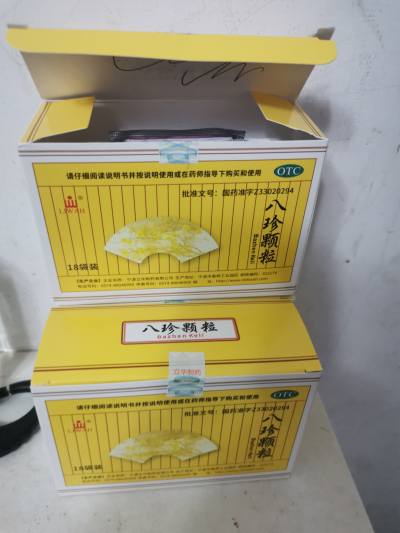 请仔细阅读说明书并按说明使用或在药师指导下购买和使用
OTC
批准文号：国药准字Z33020294
LIWAH
八珍颗粒
Bazhen Keli
18袋装
八珍颗粒
Bazhen Keli
立华制药
请仔细阅读说明书并按说明使用或在药师指导下购买和使用
OTC
批准文号：国药准字Z33020294
八珍颗粒
18袋装